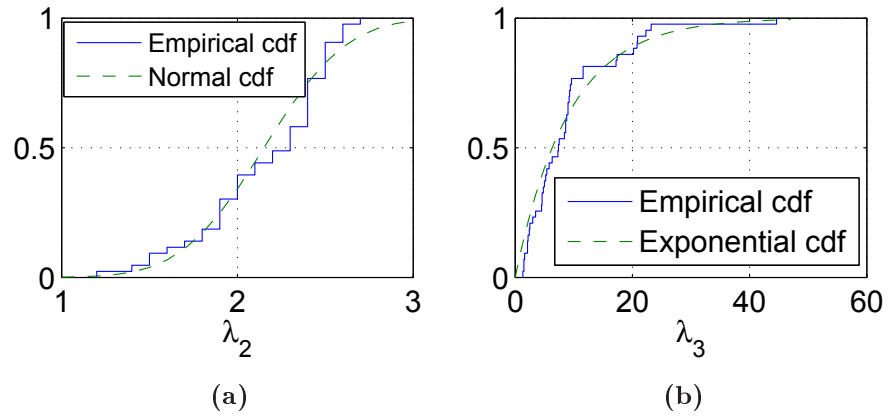 1
Empirical cdf
Normal cdf
0.5
0
1 2 3
λ2
(a)
1
0.5
Empirical cdf
Exponential cdf
0
0 20 40 60
λ3
(b)